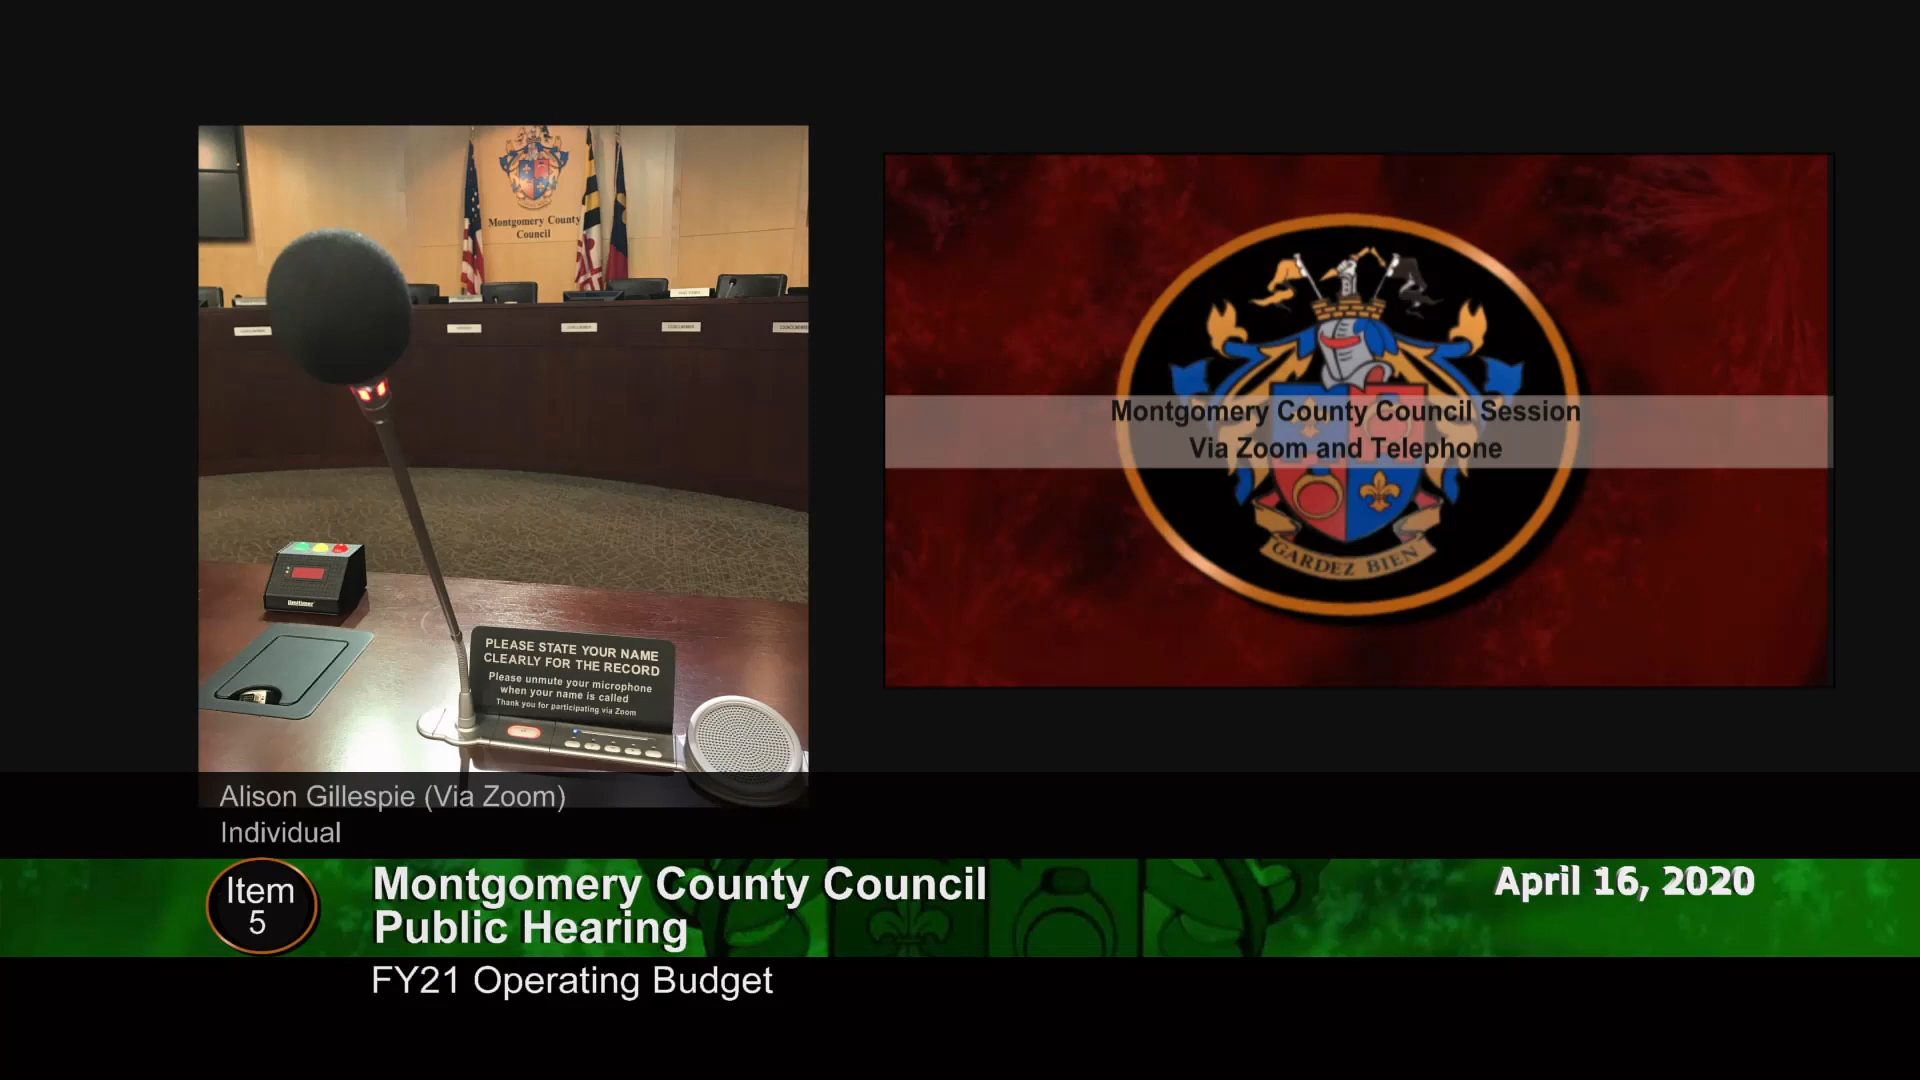 Montgomery County
Council
PLEASE STATE YOUR NAME
CLEARLY FOR THE RECORD
Please unmute your microphone
when your name is called
Thank you for participating via Zoom
Montgomery County Council Session
Via Zoom and Telephone
GARDEZ BIEN
Alison Gillespie (Via Zoom)
Individual
Item
5
Montgomery County Council
Public Hearing
April 16, 2020
FY21 Operating Budget